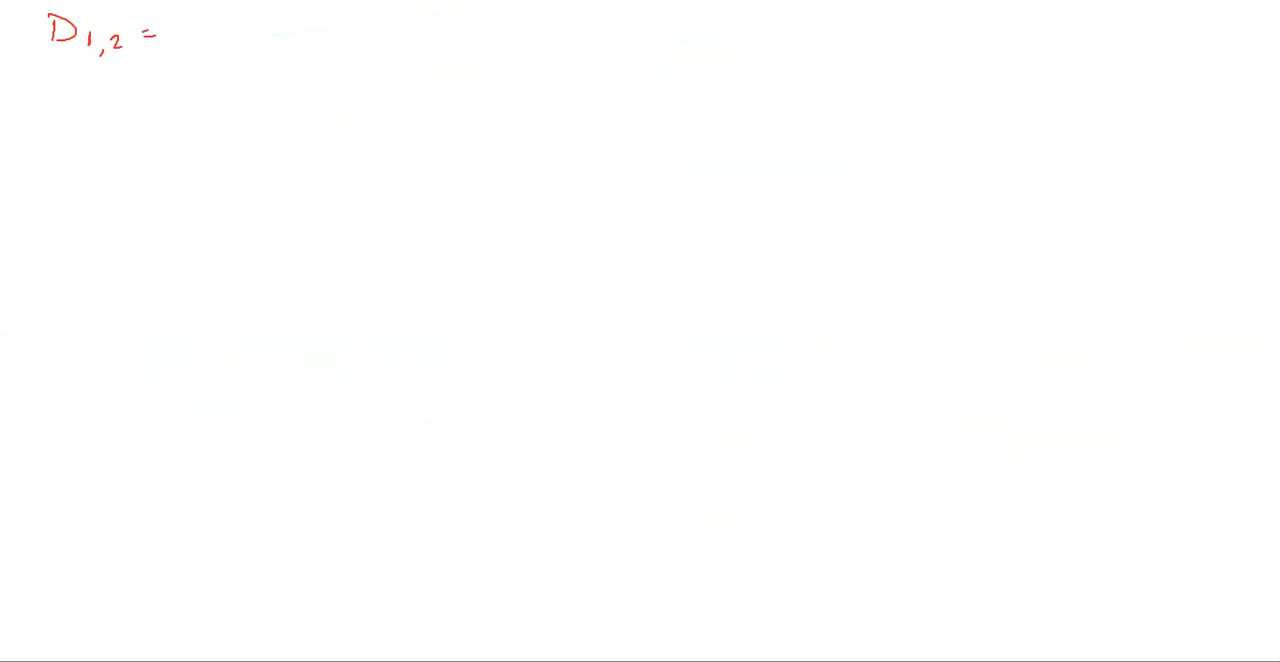 D1,2 =